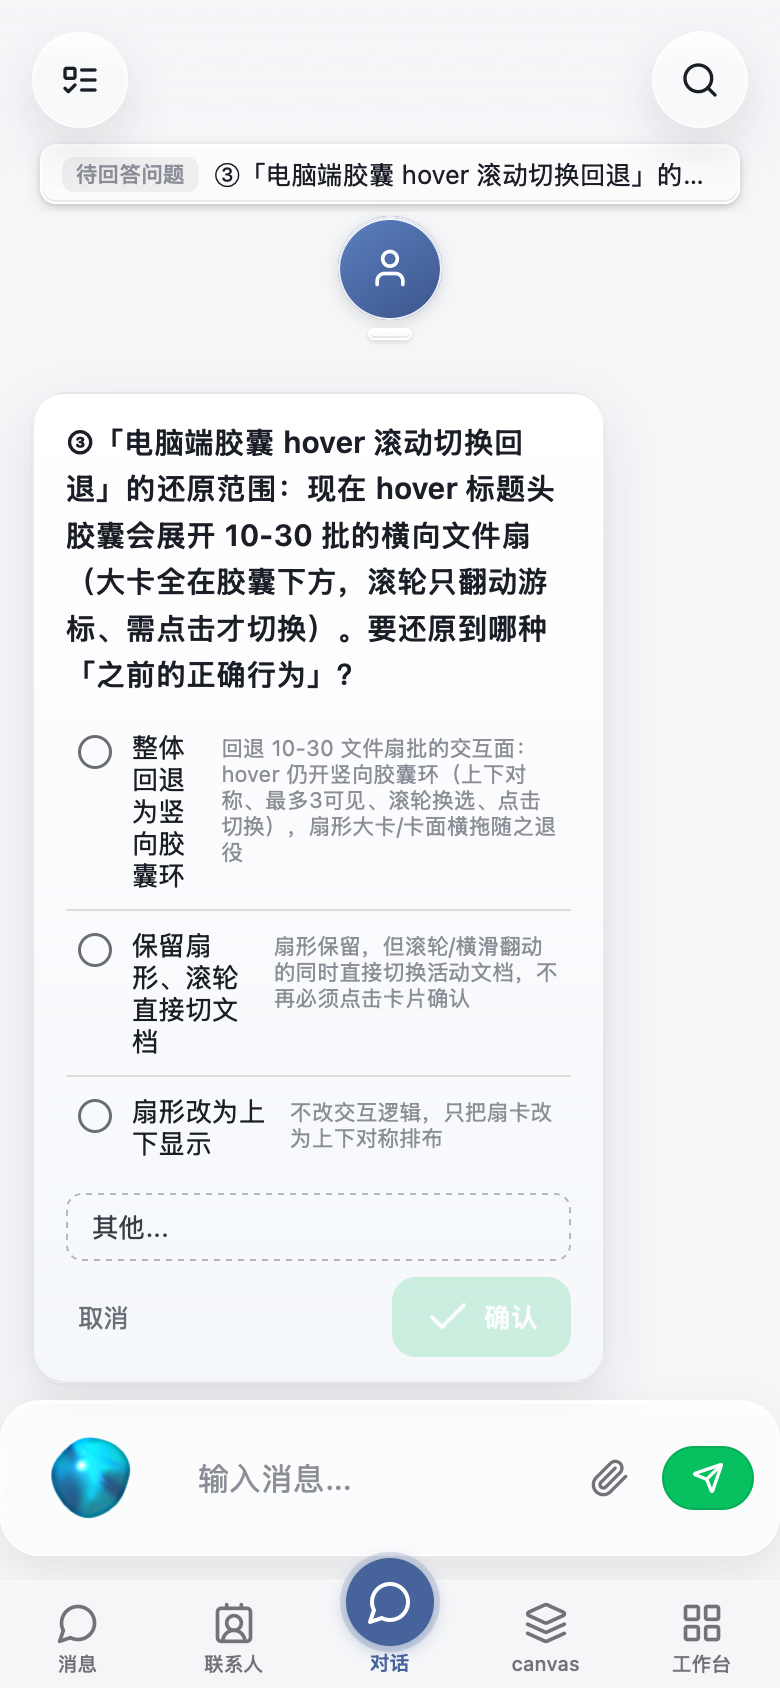 待回答问题 ③「电脑端胶囊 hover 滚动切换回退」的...
③「电脑端胶囊 hover 滚动切换回
退」的还原范围：现在 hover 标题头
胶囊会展开 10-30 批的横向文件扇
（大卡全在胶囊下方，滚轮只翻动游
标、需点击才切换）。要还原到哪种
「之前的正确行为」?
整体
回退
为竖
向胶
囊环
回退 10-30 文件扇批的交互面：
hover 仍开竖向胶囊环（上下对
称、最多3可见、滚轮换选、点击
切换），扇形大卡/卡面横拖随之退
役
保留扇
形、滚轮
直接切文
档
扇形保留，但滚轮/横滑翻动
的同时直接切换活动文档，不
再必须点击卡片确认
扇形改为上
下显示
不改交互逻辑，只把扇卡改
为上下对称排布
其他...
取消
确认
输入消息...
消息
联系人
对话
canvas
工作台